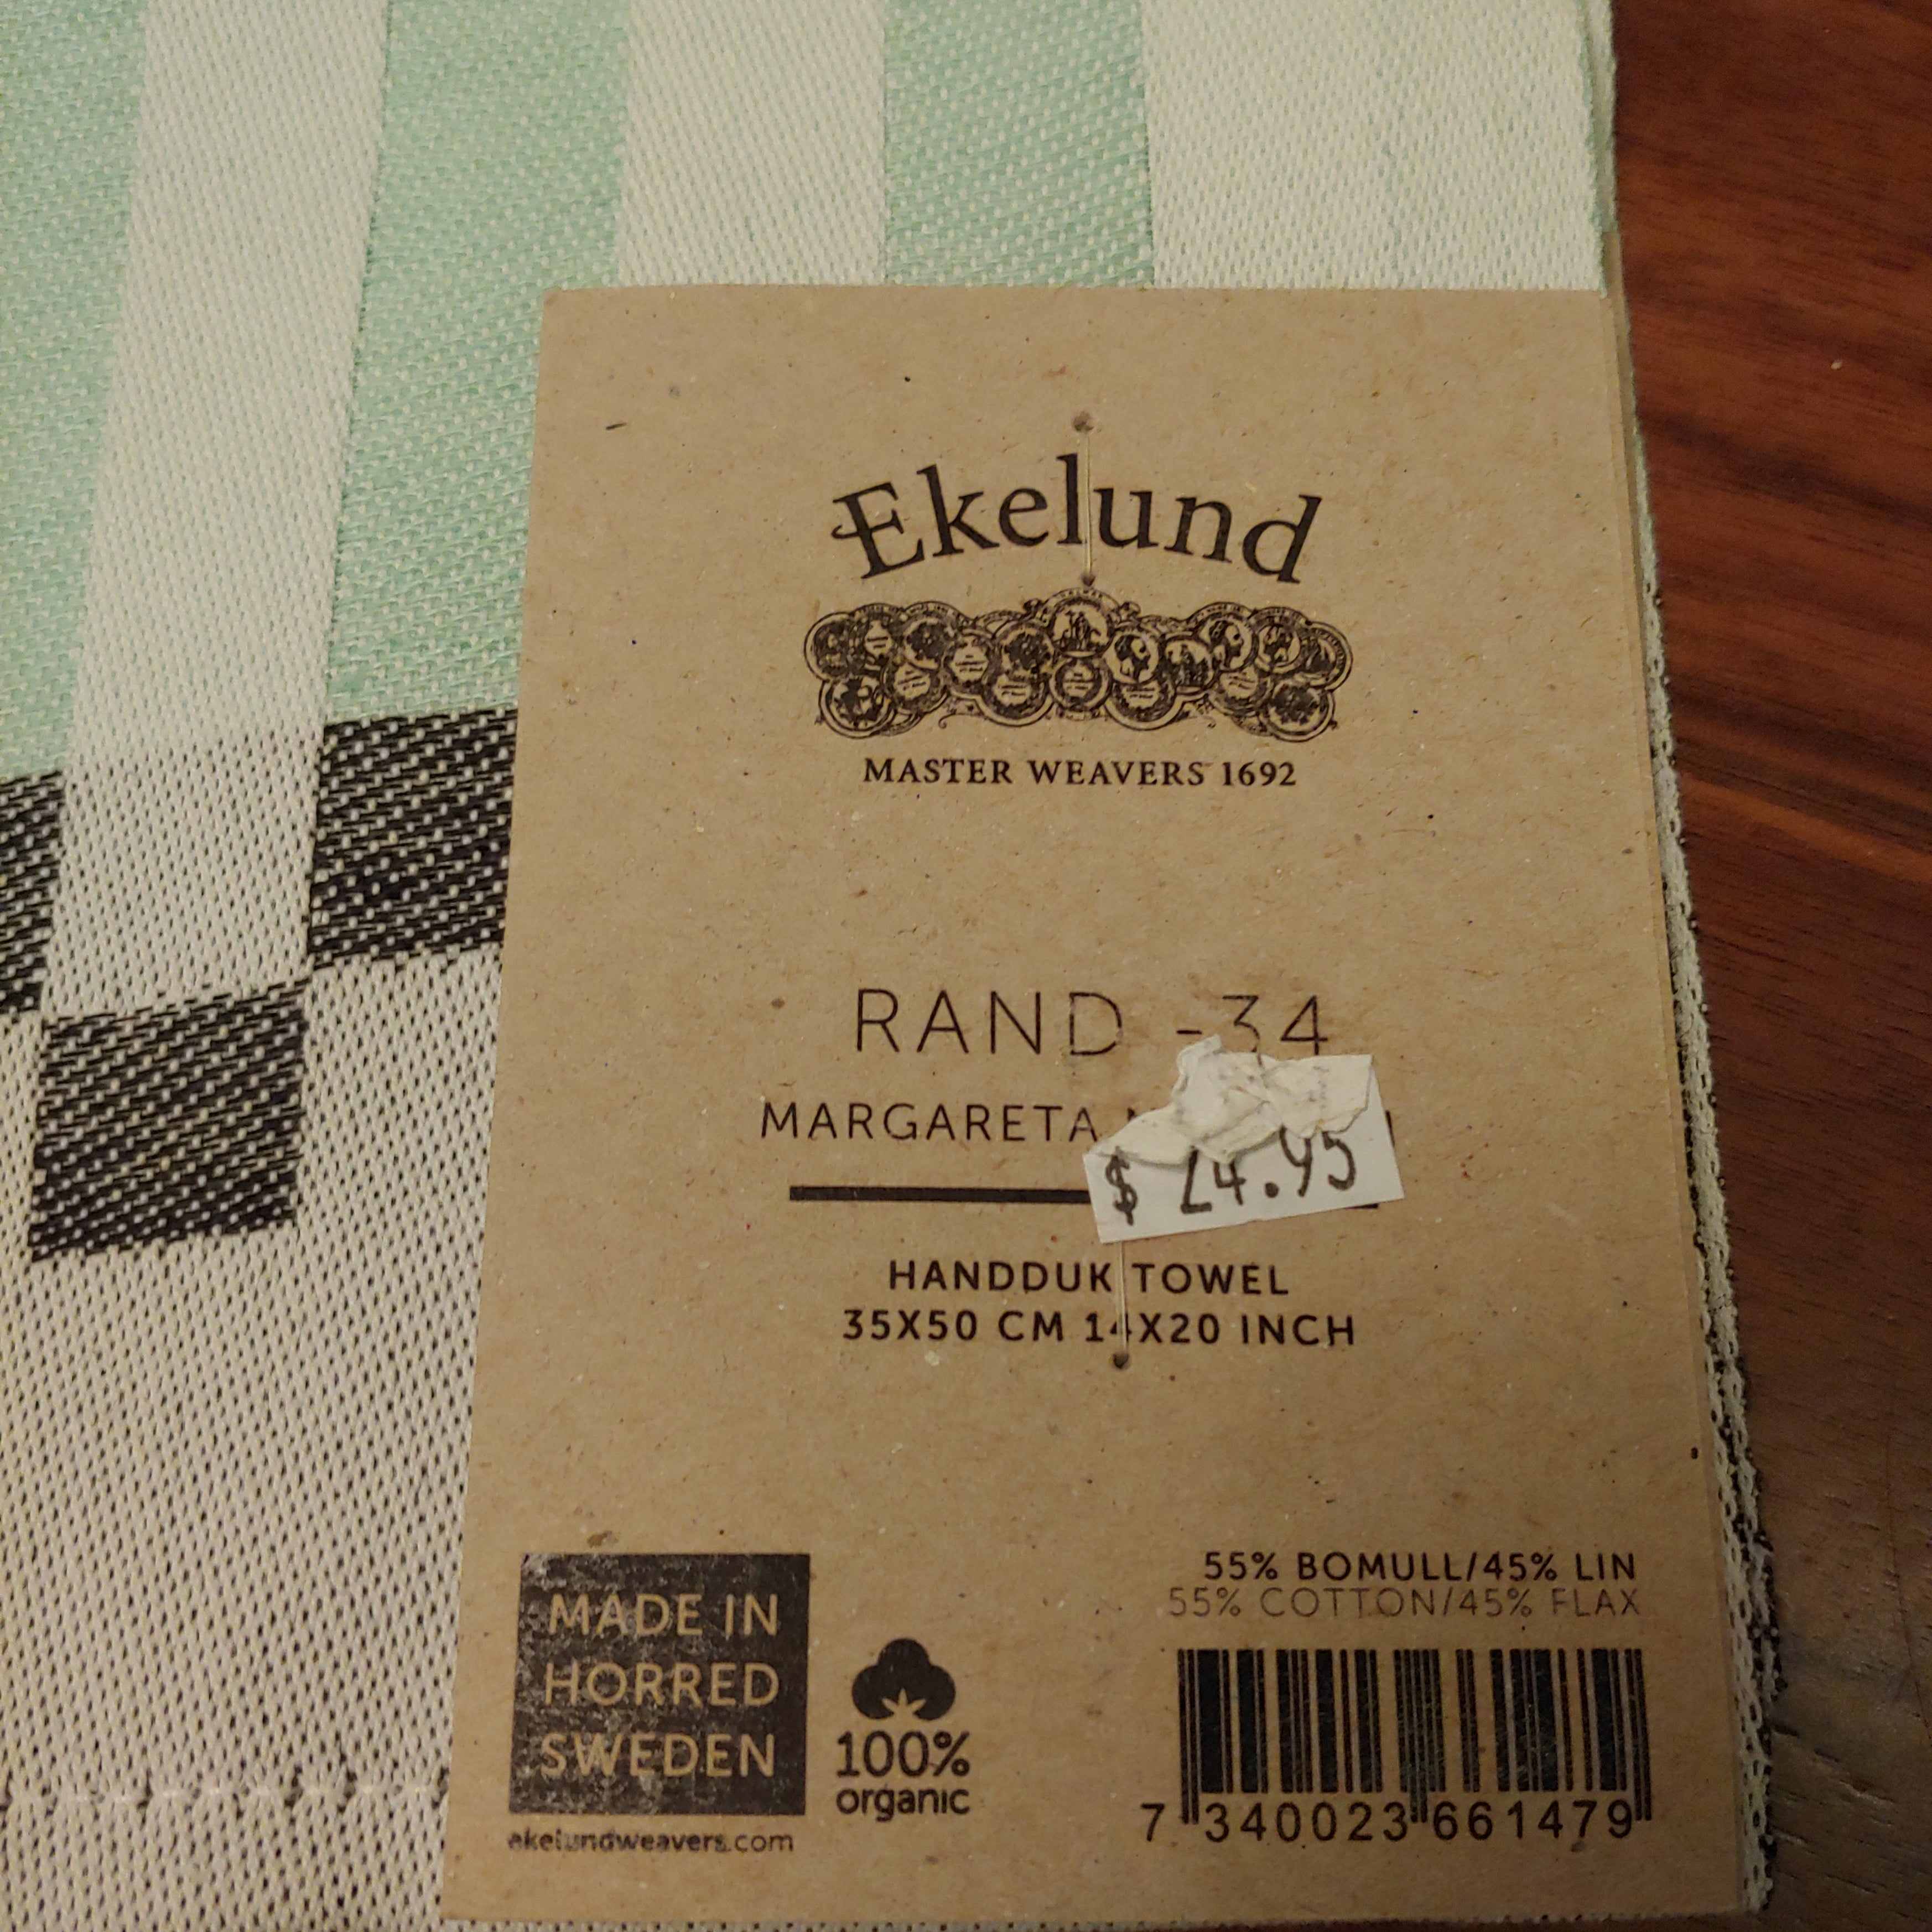 Ekelund
MASTER WEAVERS 1692
RAND -34
MARGARETA
$ 24.95
HANDDUK TOWEL
35X50 CM 14X20 INCH
55% BOMULL/45% LIN
55% COTTON/45% FLAX
MADE IN
HORRED
SWEDEN
ekelundweavers.com
100%
organic
7 340023 661479